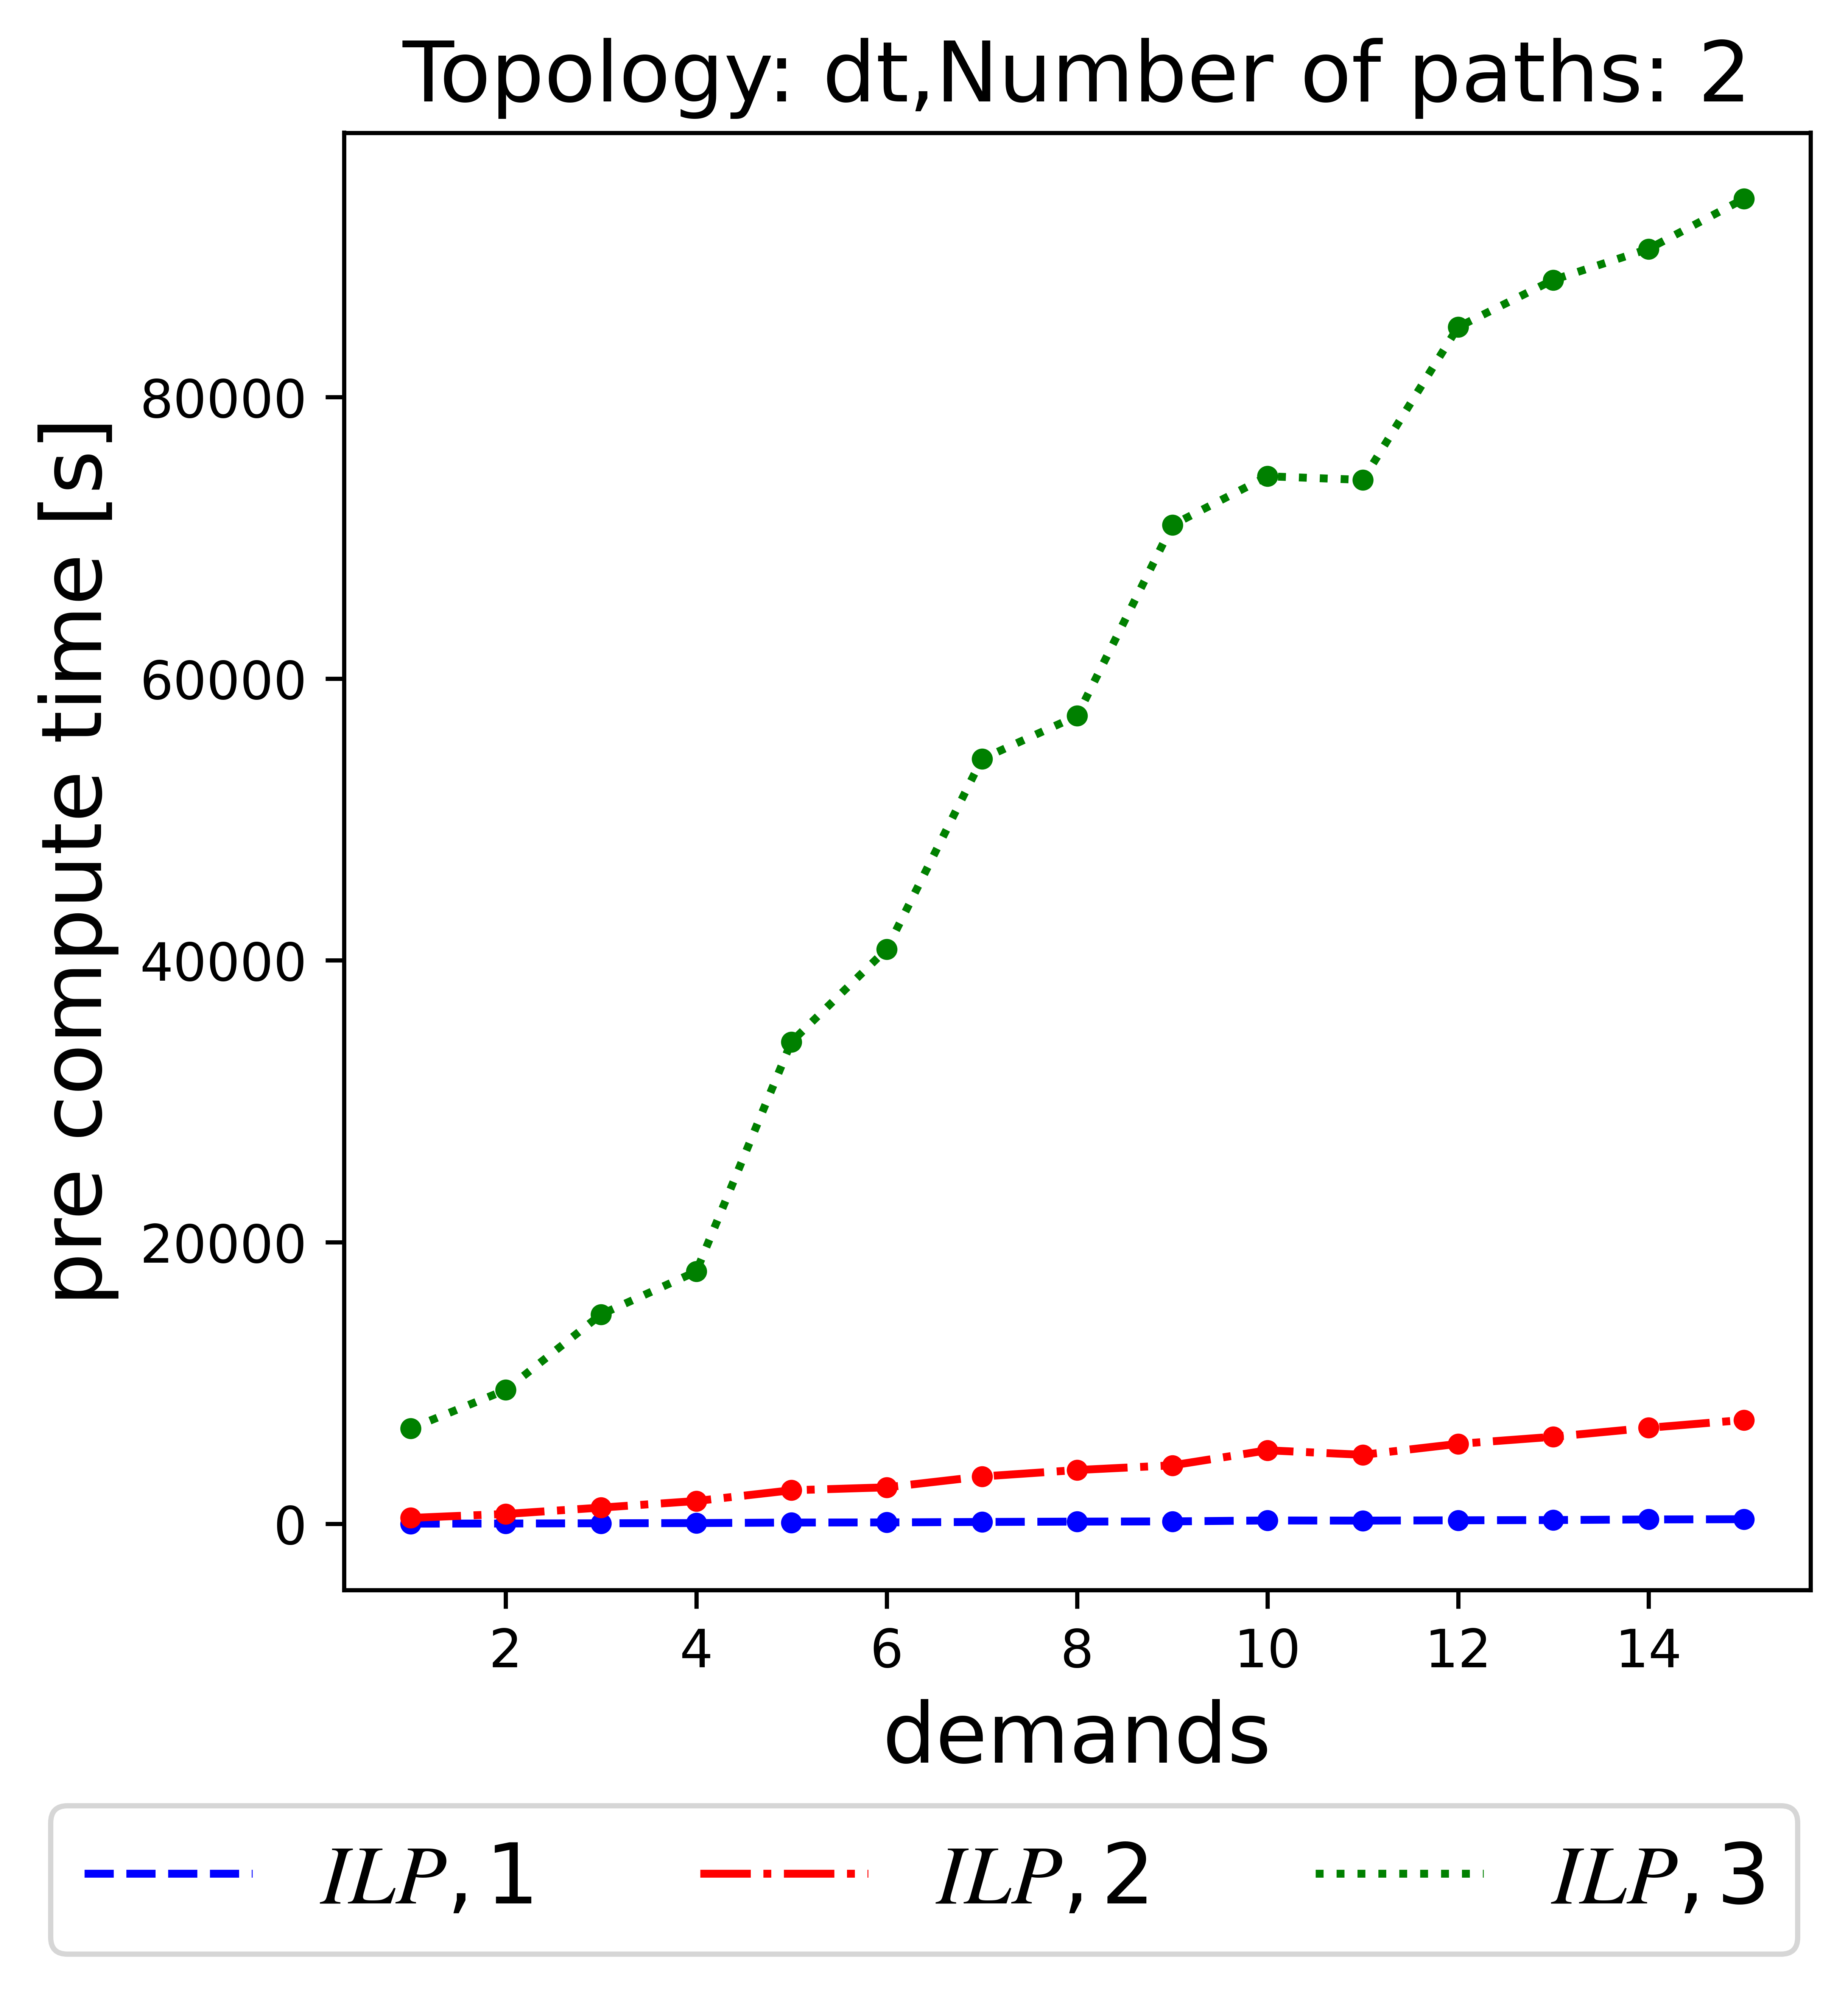 Topology: dt,Number of paths: 2
pre compute time [s]
80000
60000
40000
20000
0
2 4 6 8 10 12 14
demands
ILP, 1 ILP, 2 ILP, 3